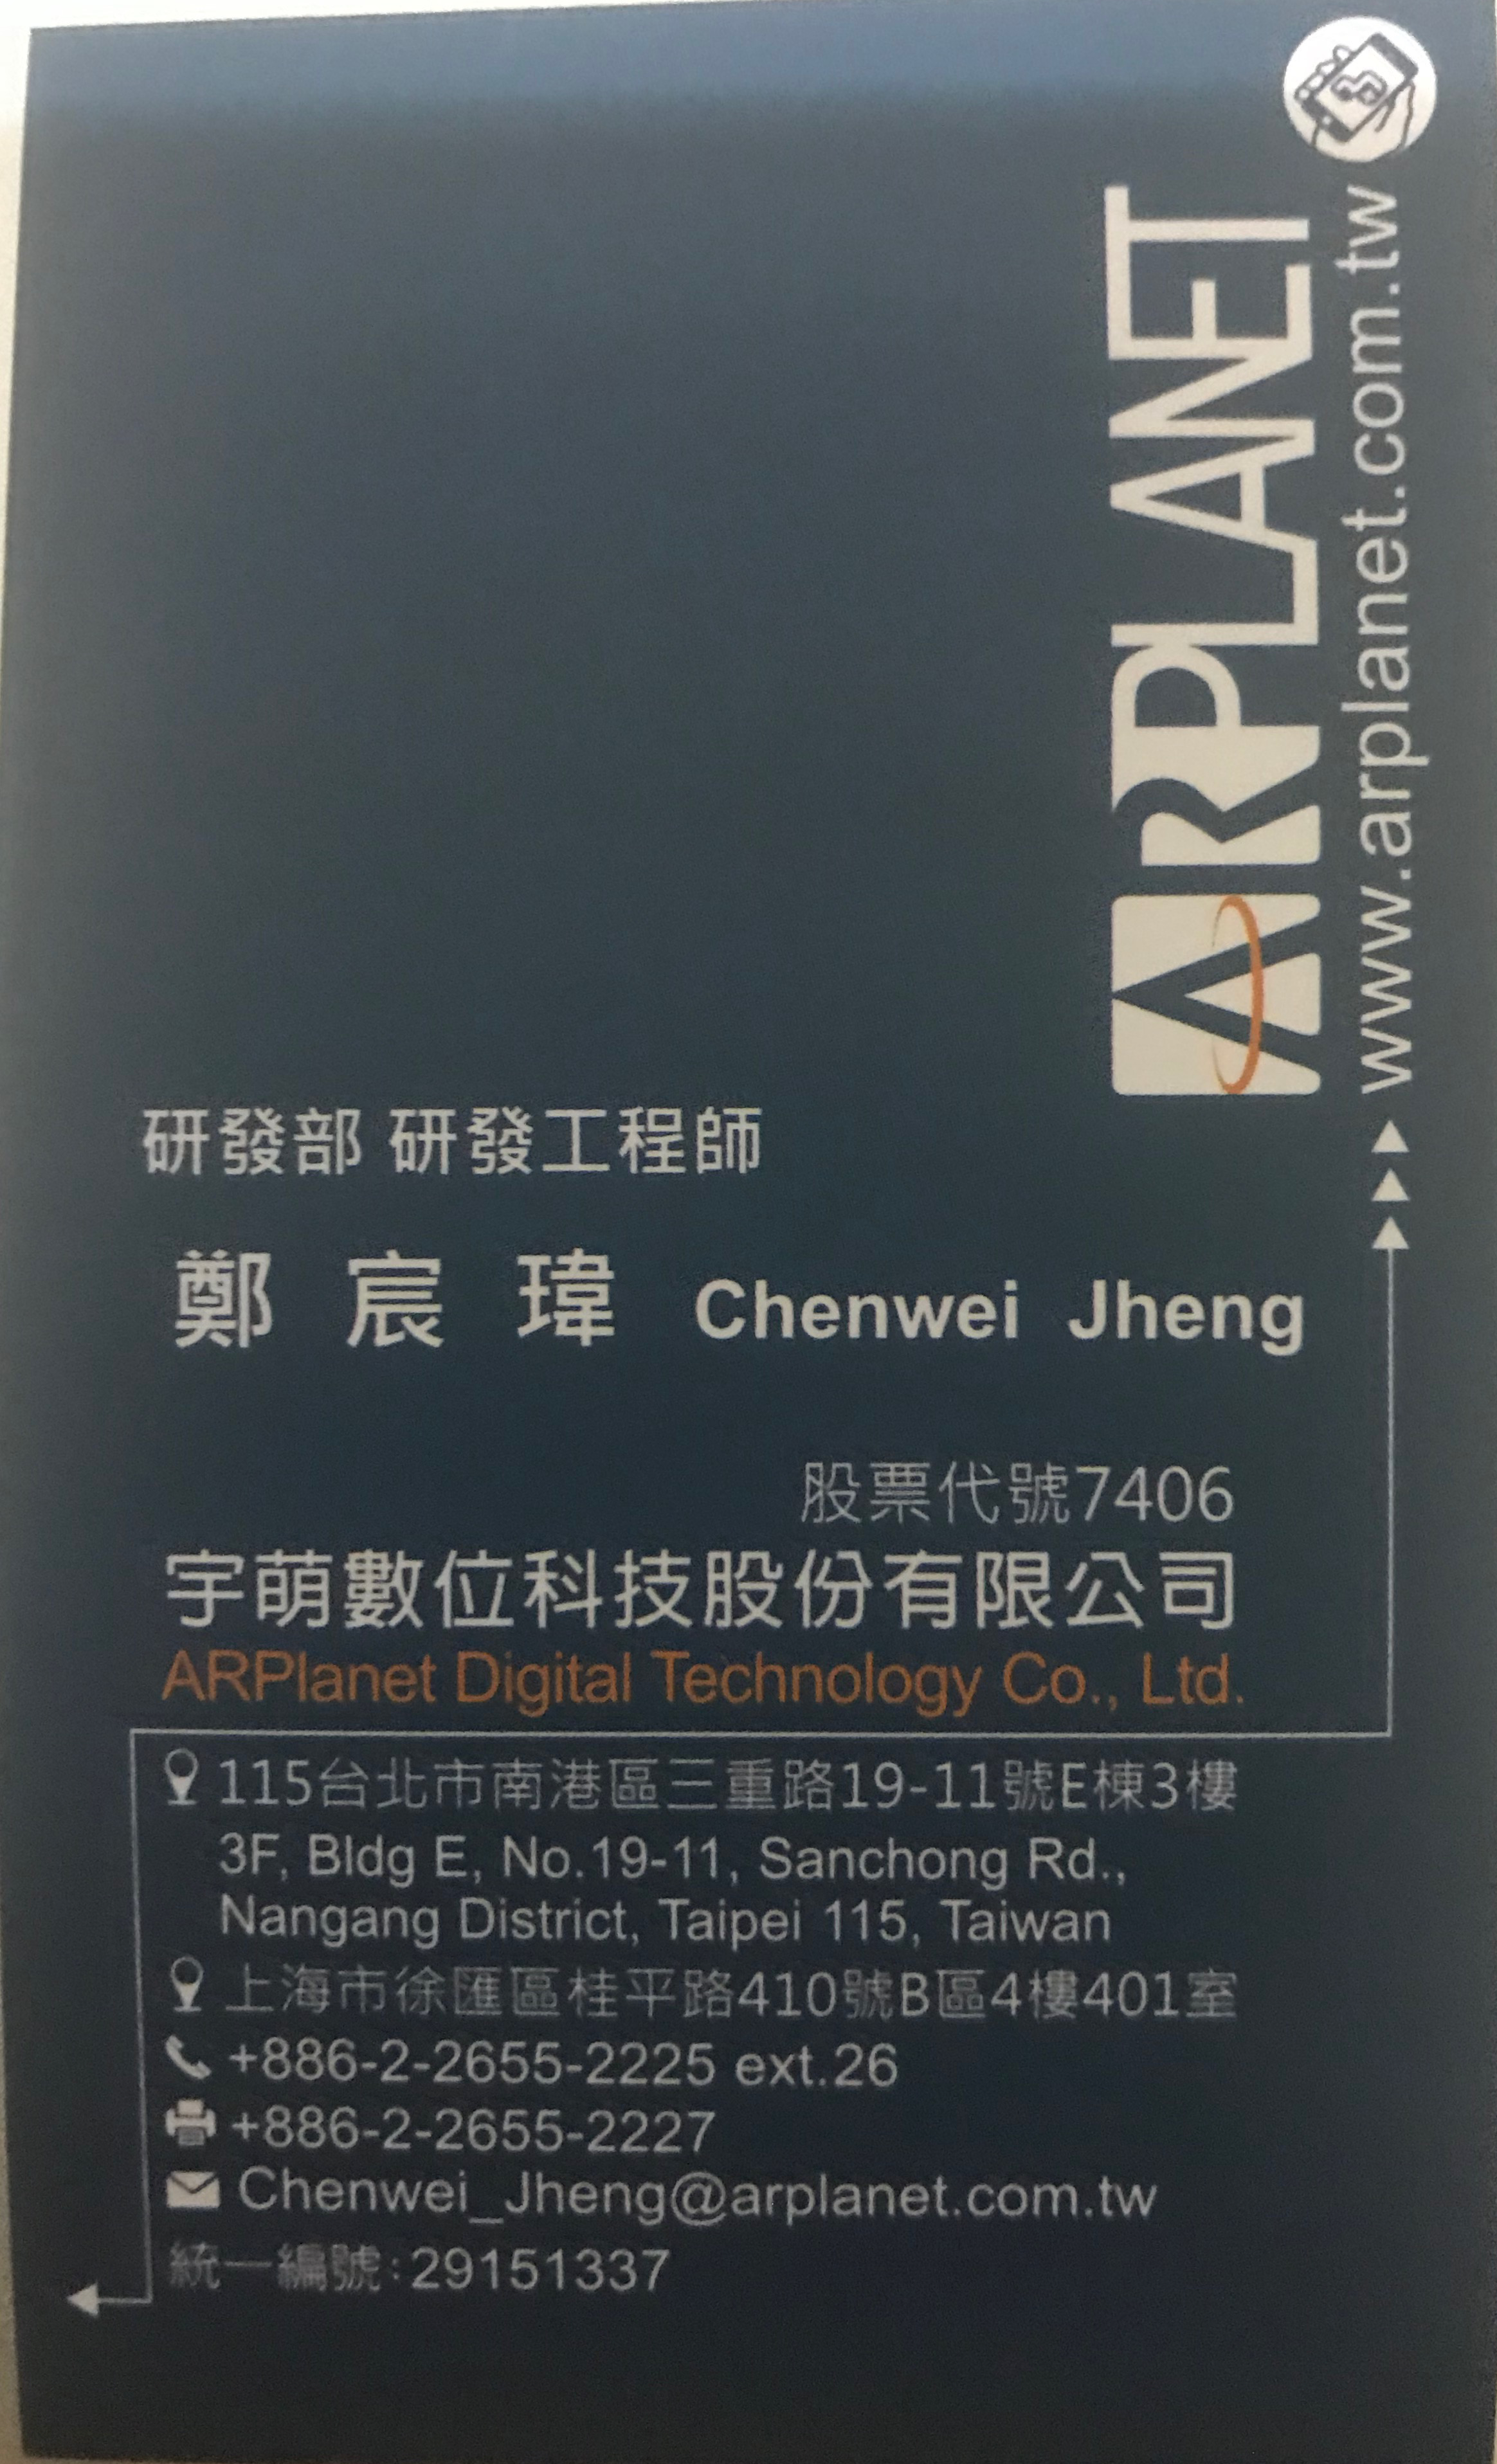 ARPLANET
www.arplanet.com.tw
研發部 研發工程師
鄭 宸 瑋 Chenwei Jheng
股票代號7406
宇萌數位科技股份有限公司
ARPlanet Digital Technology Co., Ltd.
115台北市南港區三重路19-11號E棟3樓
3F, Bldg E, No.19-11, Sanchong Rd.,
Nangang District, Taipei 115, Taiwan
上海市徐匯區桂平路410號B區4樓401室
+886-2-2655-2225 ext.26
+886-2-2655-2227
Chenwei_Jheng@arplanet.com.tw
統一編號:29151337